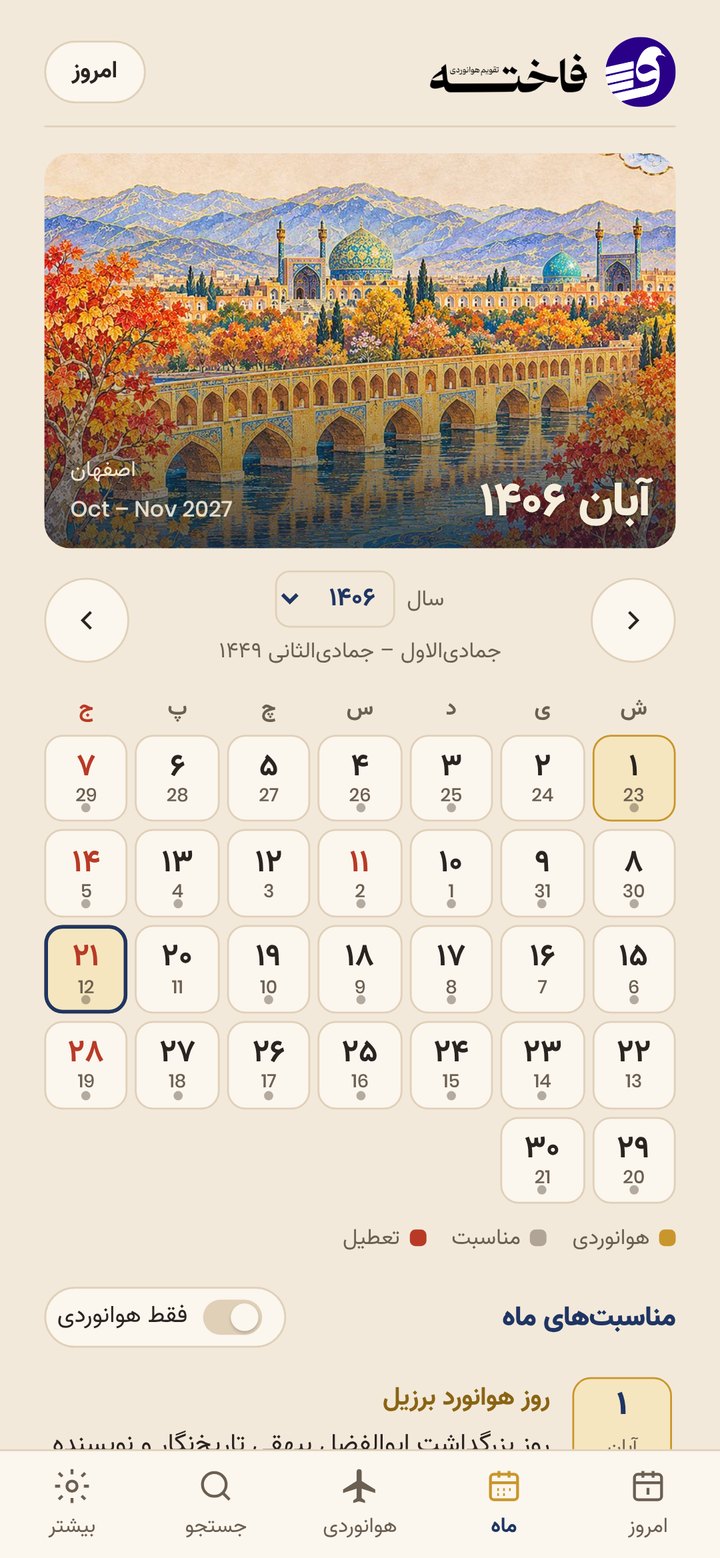 فاخته
تقویم هوانوردی
امروز
اصفهان
Oct – Nov 2027
آبان ۱۴۰۶
سال ۱۴۰۶
جمادی‌الاول – جمادی‌الثانی ۱۴۴۹
ش ی د س چ پ ج
۱ ۲ ۳ ۴ ۵ ۶ ۷
23 24 25 26 27 28 29
۸ ۹ ۱۰ ۱۱ ۱۲ ۱۳ ۱۴
30 31 1 2 3 4 5
۱۵ ۱۶ ۱۷ ۱۸ ۱۹ ۲۰ ۲۱
6 7 8 9 10 11 12
۲۲ ۲۳ ۲۴ ۲۵ ۲۶ ۲۷ ۲۸
13 14 15 16 17 18 19
۲۹ ۳۰
20 21
هوانوردی مناسبت تعطیل
مناسبت‌های ماه
فقط هوانوردی
۱
آبان
روز هوانورد برزیل
روز بزرگداشت ابوالفضل بیهقی تاریخ‌نگار و نویسنده
امروز ماه هوانوردی جستجو بیشتر